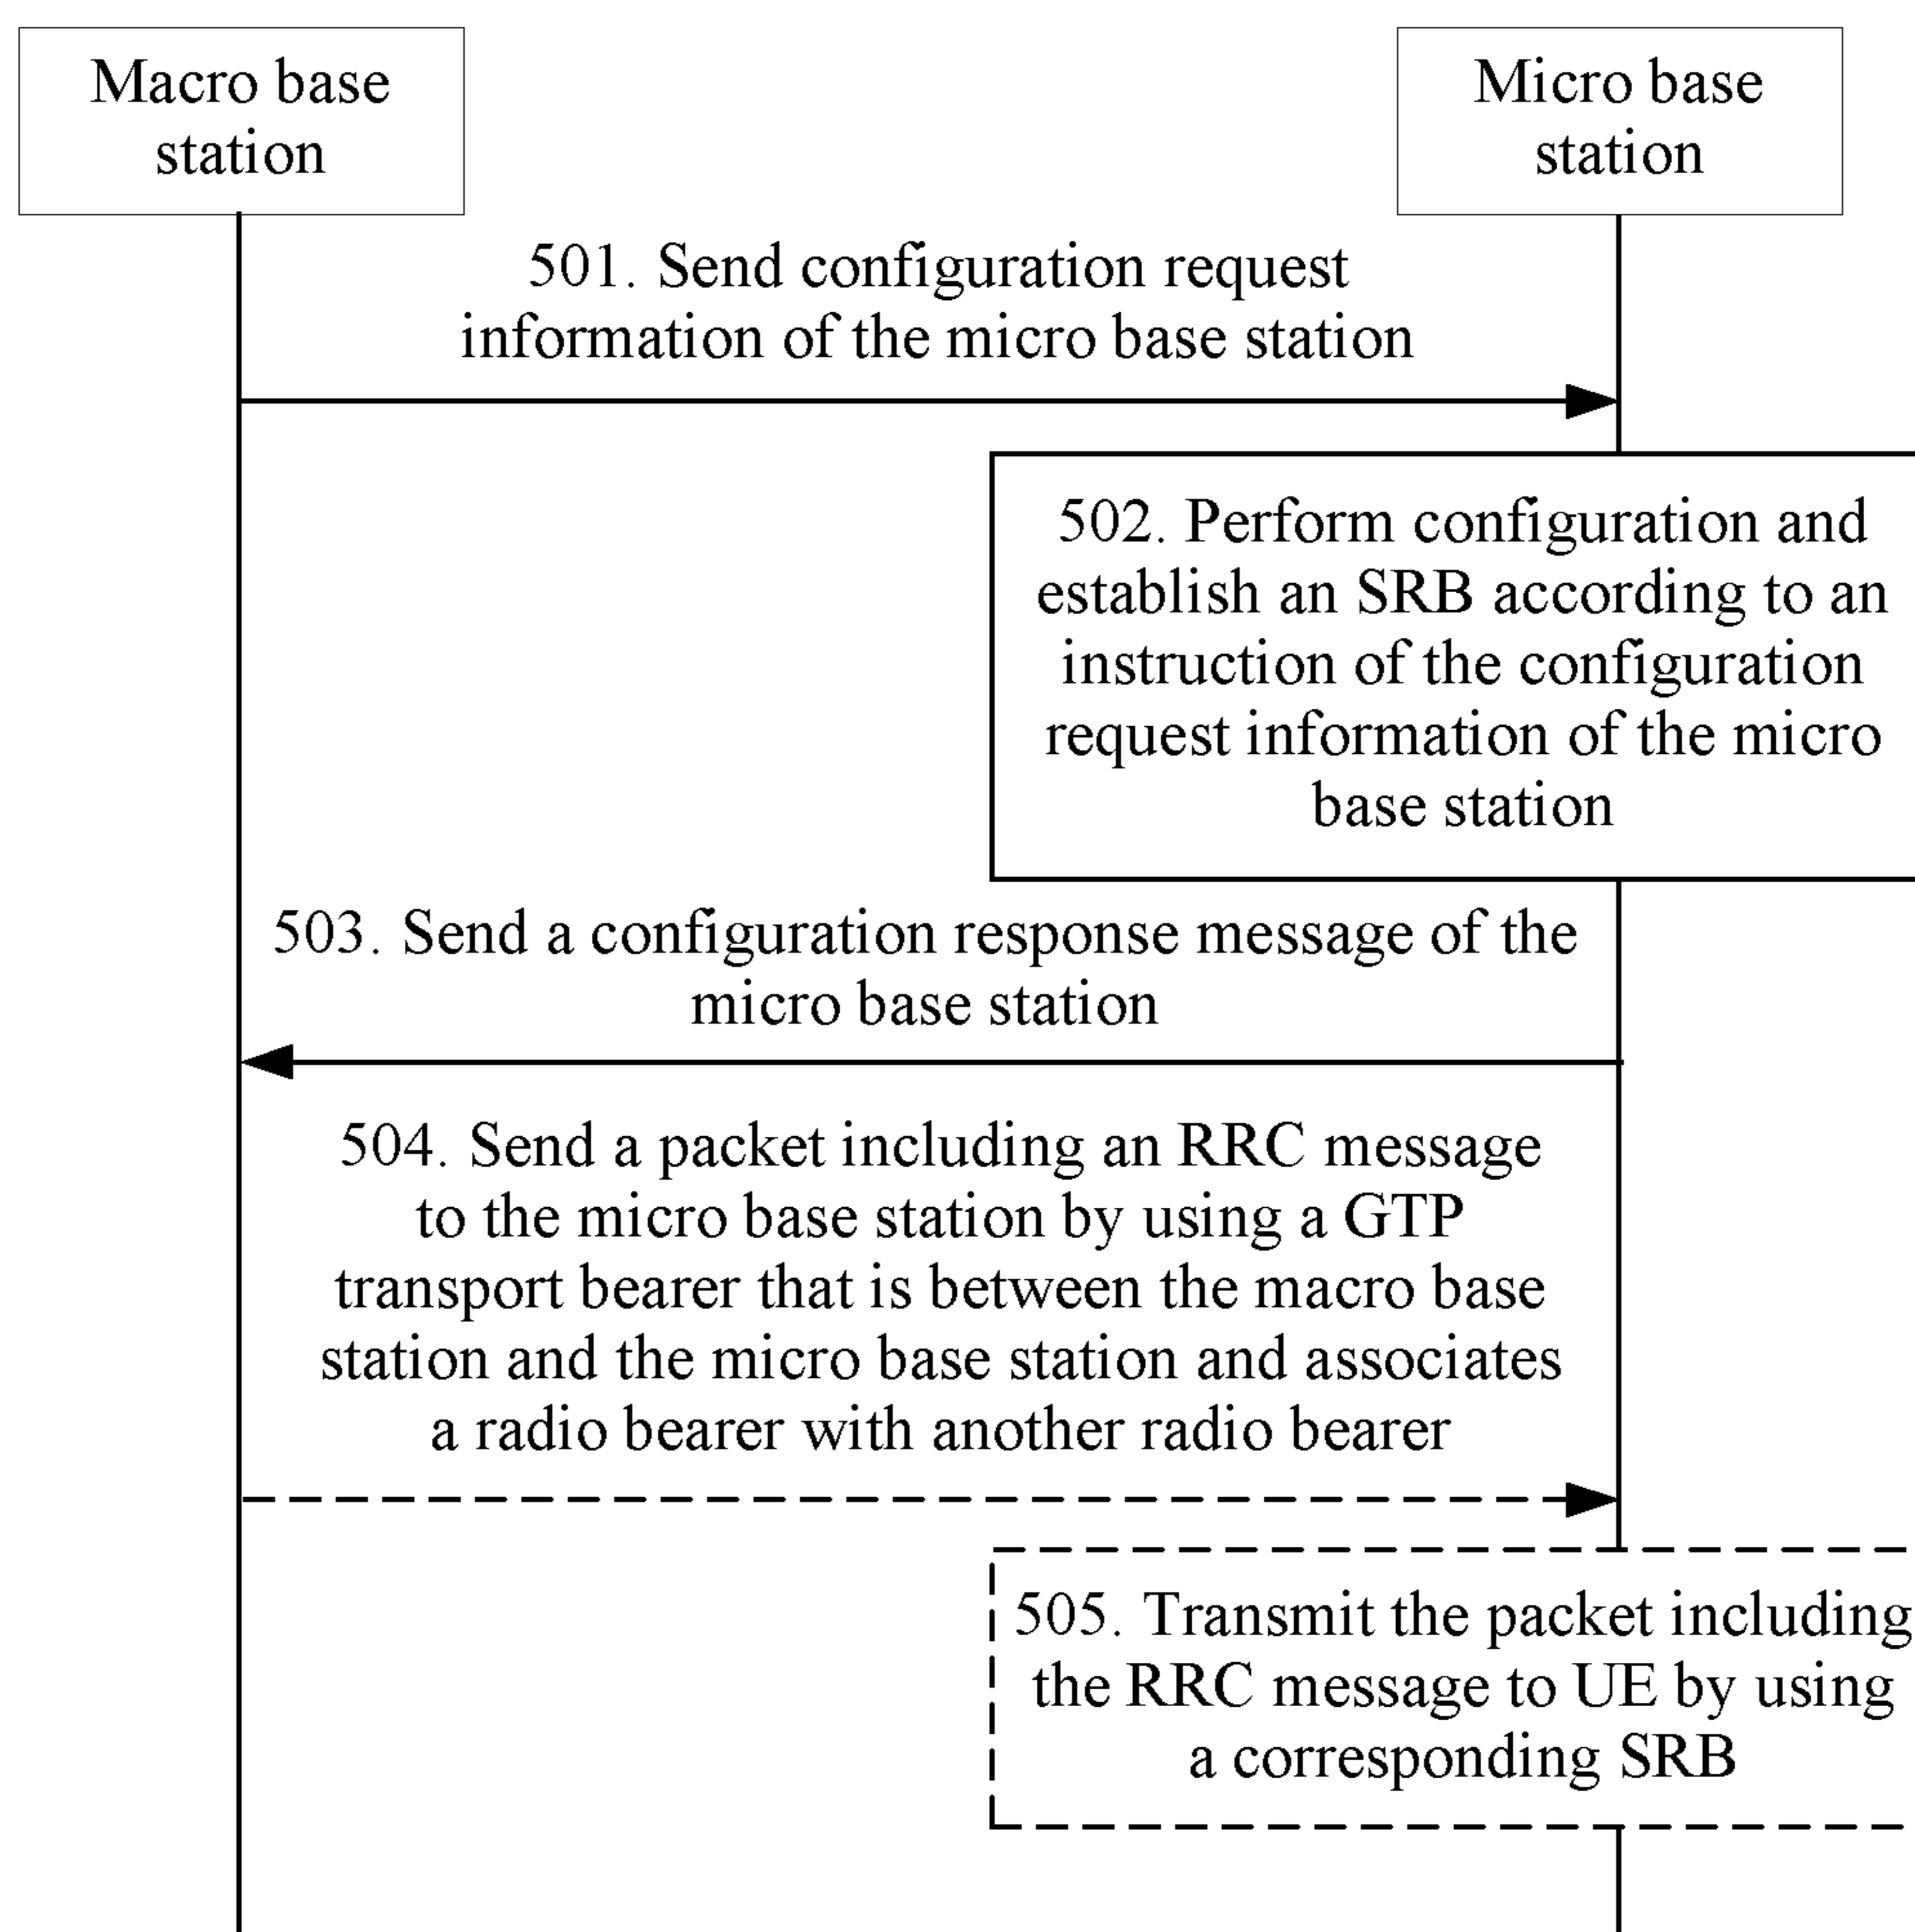 Macro base
station
Micro base
station
501. Send configuration request
information of the micro base station
502. Perform configuration and
establish an SRB according to an
instruction of the configuration
request information of the micro
base station
503. Send a configuration response message of the
micro base station
504. Send a packet including an RRC message
to the micro base station by using a GTP
transport bearer that is between the macro base
station and the micro base station and associates
a radio bearer with another radio bearer
505. Transmit the packet including
the RRC message to UE by using
a corresponding SRB